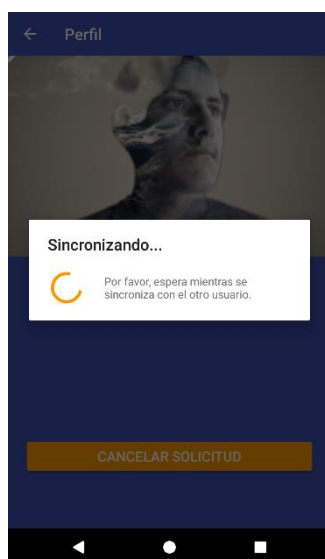 Perfil
Sincronizando...
Por favor, espera mientras se
sincroniza con el otro usuario.
CANCELAR SOLICITUD